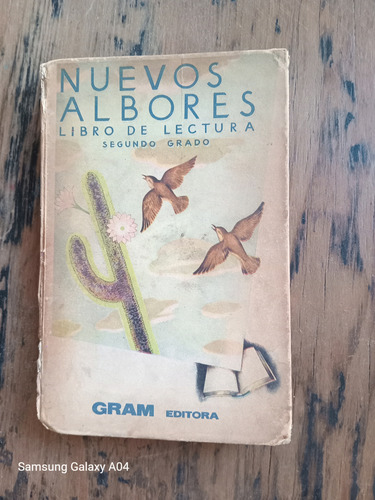 NUEVOS
ALBORES
LIBRO DE LECTURA
SEGUNDO GRADO
GRAM EDITORA
Samsung Galaxy A04